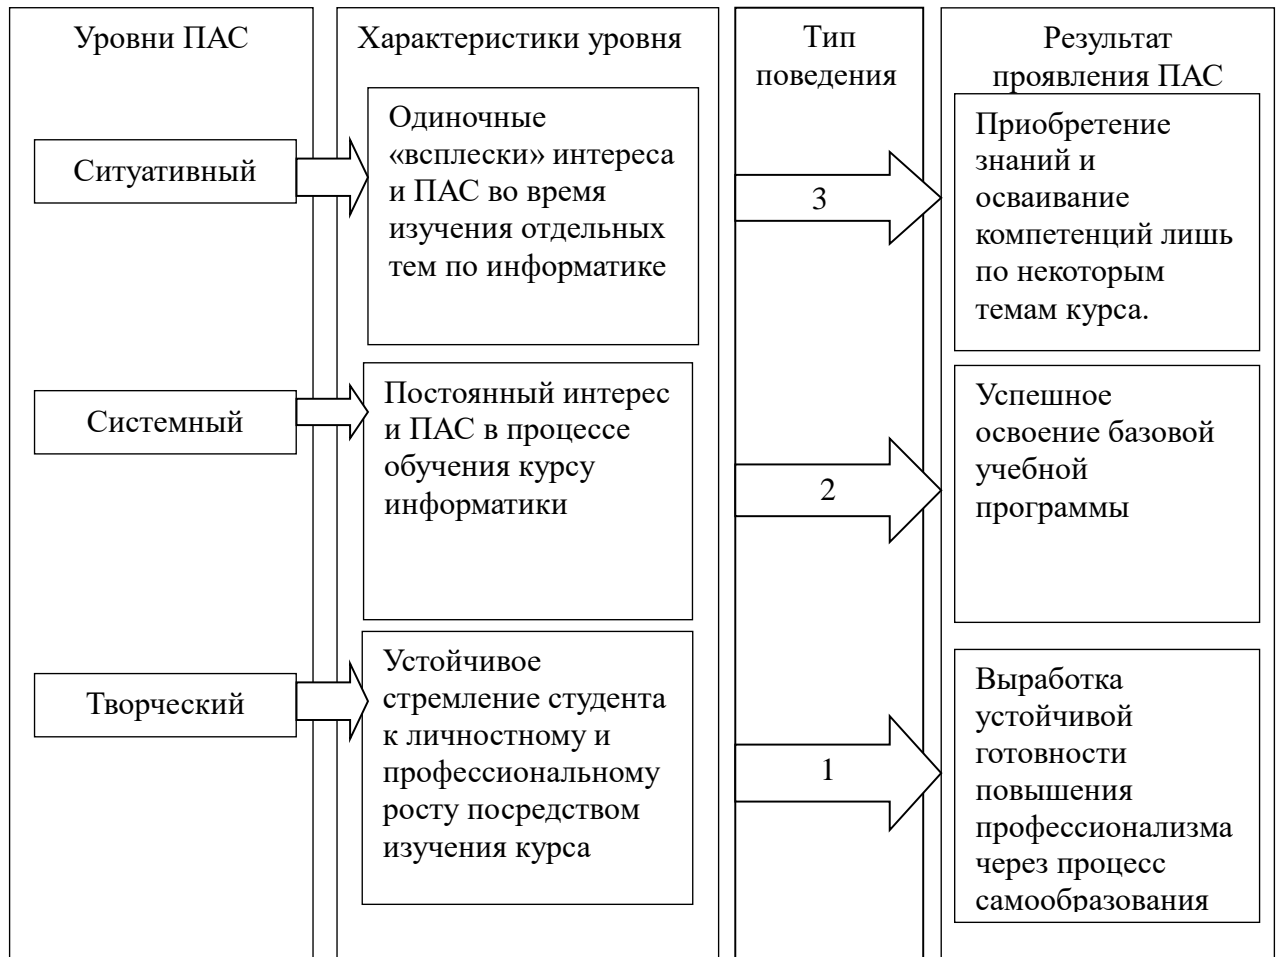 Уровни ПАС
Характеристики уровня
Тип
поведения
Результат
проявления ПАС
Ситуативный
Одиночные
«всплески» интереса
и ПАС во время
изучения отдельных
тем по информатике
3
Приобретение
знаний и
осваивание
компетенций лишь
по некоторым
темам курса.
Системный
Постоянный интерес
и ПАС в процессе
обучения курсу
информатики
2
Успешное
освоение базовой
учебной
программы
Творческий
Устойчивое
стремление студента
к личностному и
профессиональному
росту посредством
изучения курса
1
Выработка
устойчивой
готовности
повышения
профессионализма
через процесс
самообразования